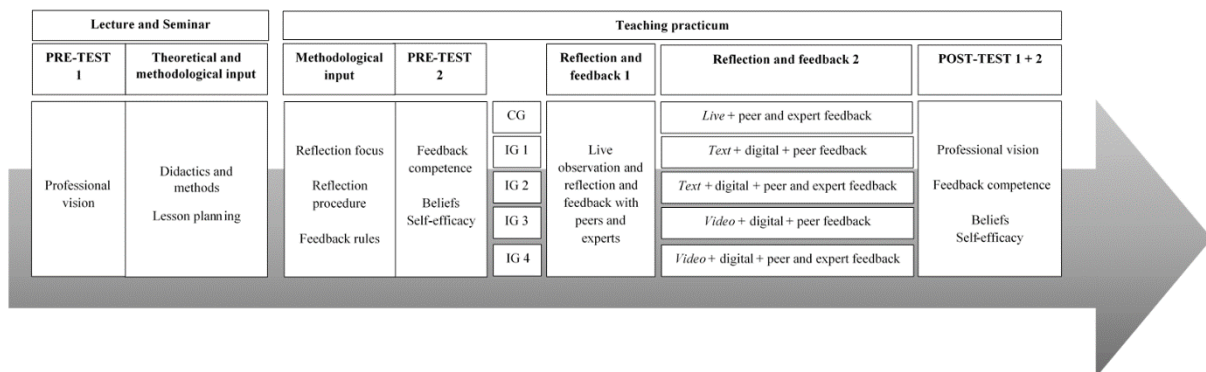 Lecture and Seminar
Teaching practicum
PRE-TEST
1
Theoretical and
methodological input
Methodological
input
PRE-TEST
2
Reflection and
feedback 1
Reflection and feedback 2
POST-TEST 1 + 2
Professional
vision
Didactics and
methods
Lesson planning
Reflection focus
Reflection
procedure
Feedback rules
Feedback
competence
Beliefs
Self-efficacy
CG
IG 1
IG 2
IG 3
IG 4
Live
observation and
reflection and
feedback with
peers and
experts
Live + peer and expert feedback
Text + digital + peer feedback
Text + digital + peer and expert feedback
Video + digital + peer feedback
Video + digital + peer and expert feedback
Professional vision
Feedback competence
Beliefs
Self-efficacy